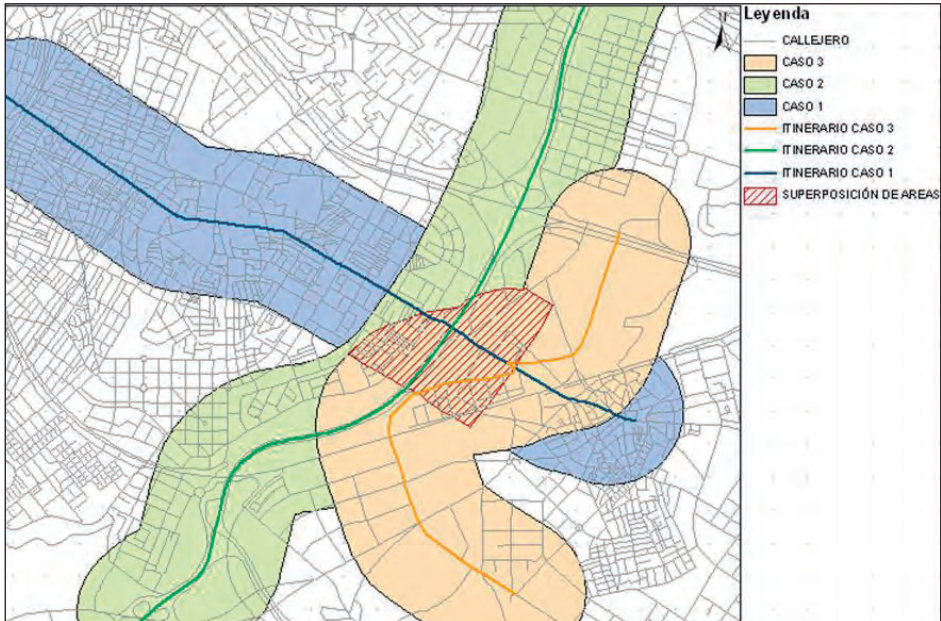 Leyenda
CALLEJERO
CASO 3
CASO 2
CASO 1
ITINERARIO CASO 3
ITINERARIO CASO 2
ITINERARIO CASO 1
SUPERPOSICIÓN DE AREAS